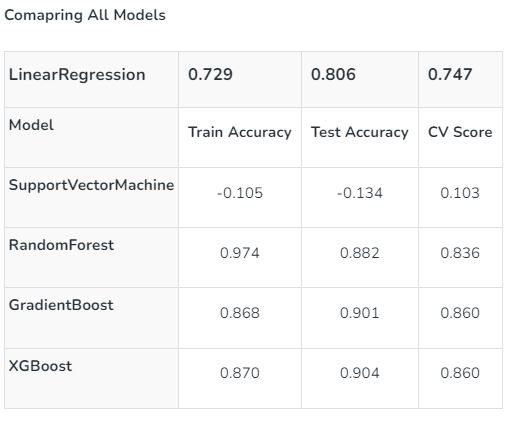 Comapring All Models
LinearRegression 0.729 0.806 0.747
Model Train Accuracy Test Accuracy CV Score
SupportVectorMachine -0.105 -0.134 0.103
RandomForest 0.974 0.882 0.836
GradientBoost 0.868 0.901 0.860
XGBoost 0.870 0.904 0.860